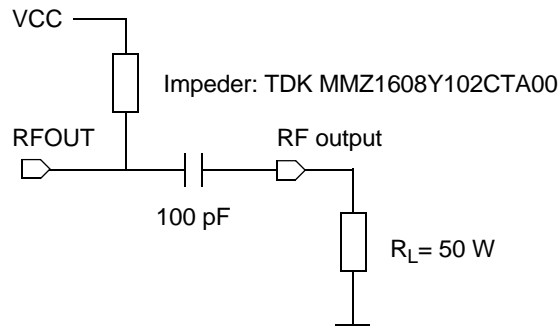 VCC
Impeder: TDK MMZ1608Y102CTA00
RFOUT
RF output
100 pF
RL= 50 W